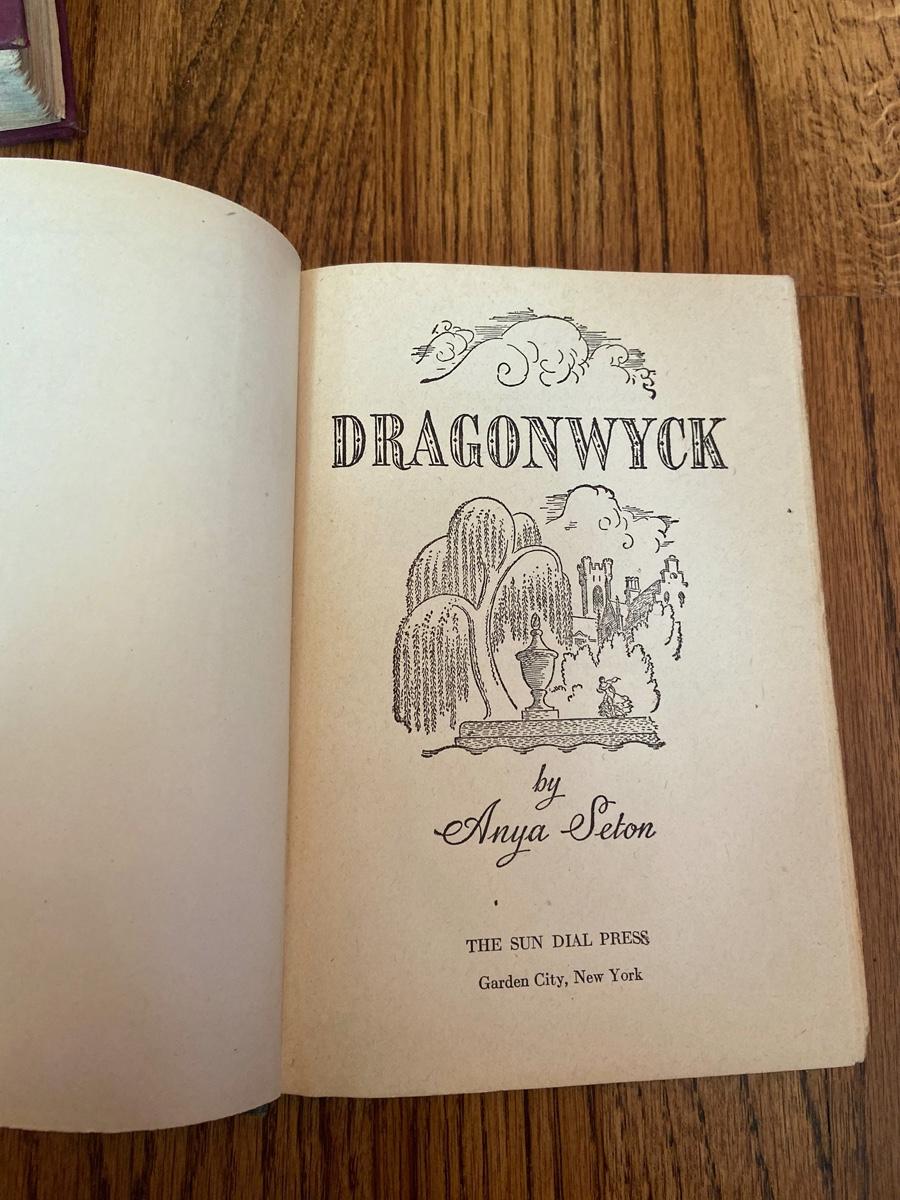 DRAGONWYCK
by
Anya Seton
THE SUN DIAL PRESS
Garden City, New York